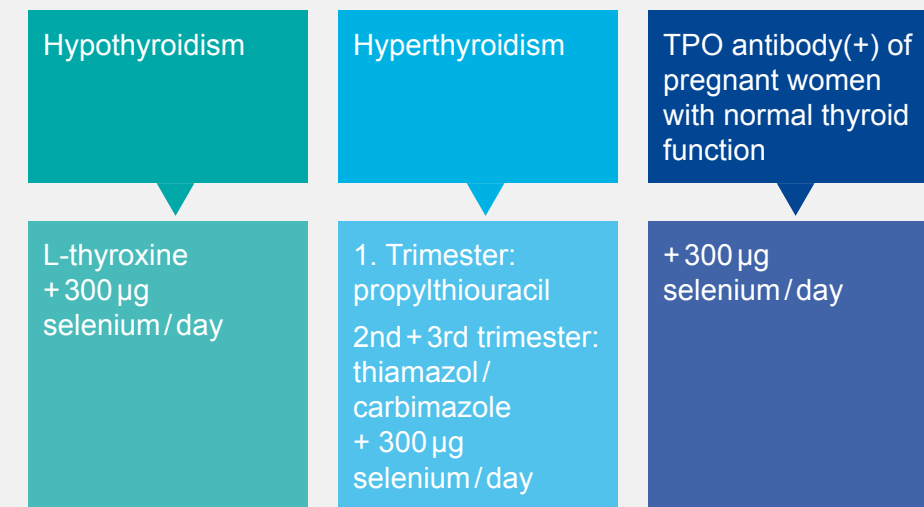 Hypothyroidism
L-thyroxine
+ 300 µg
selenium / day
Hyperthyroidism
1. Trimester:
propylthiouracil
2nd + 3rd trimester:
thiamazol /
carbimazole
+ 300 µg
selenium / day
TPO antibody(+) of
pregnant women
with normal thyroid
function
+ 300 µg
selenium / day